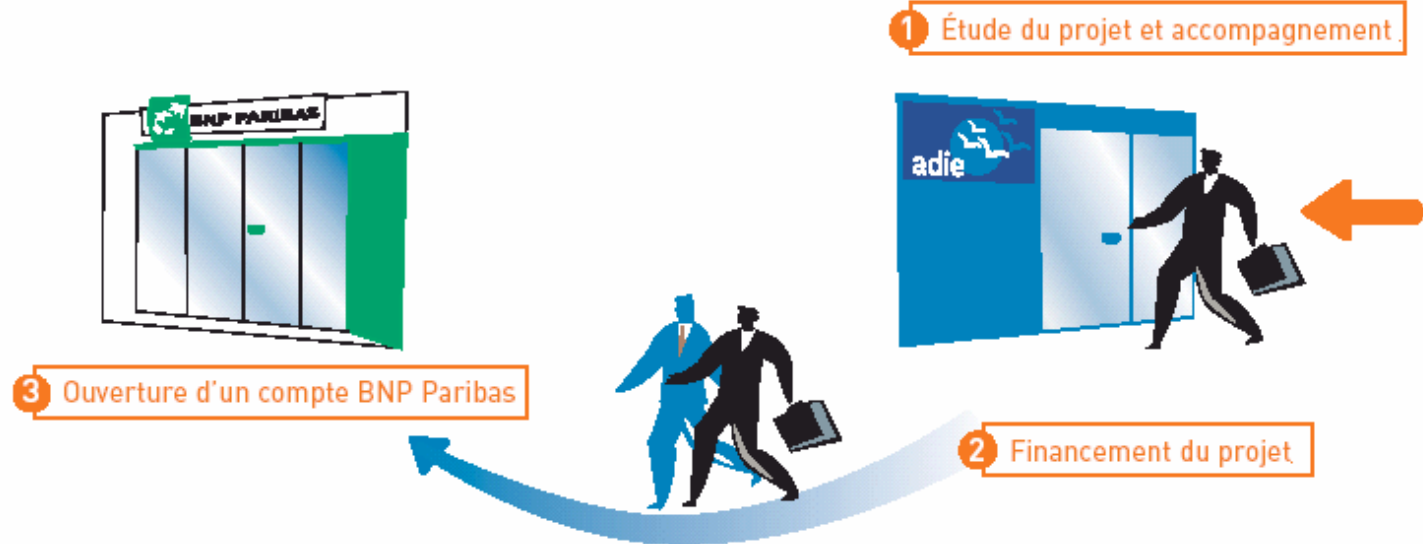 1 Étude du projet et accompagnement.
BNP PARIBAS
adie
3 Ouverture d'un compte BNP Paribas
2 Financement du projet.